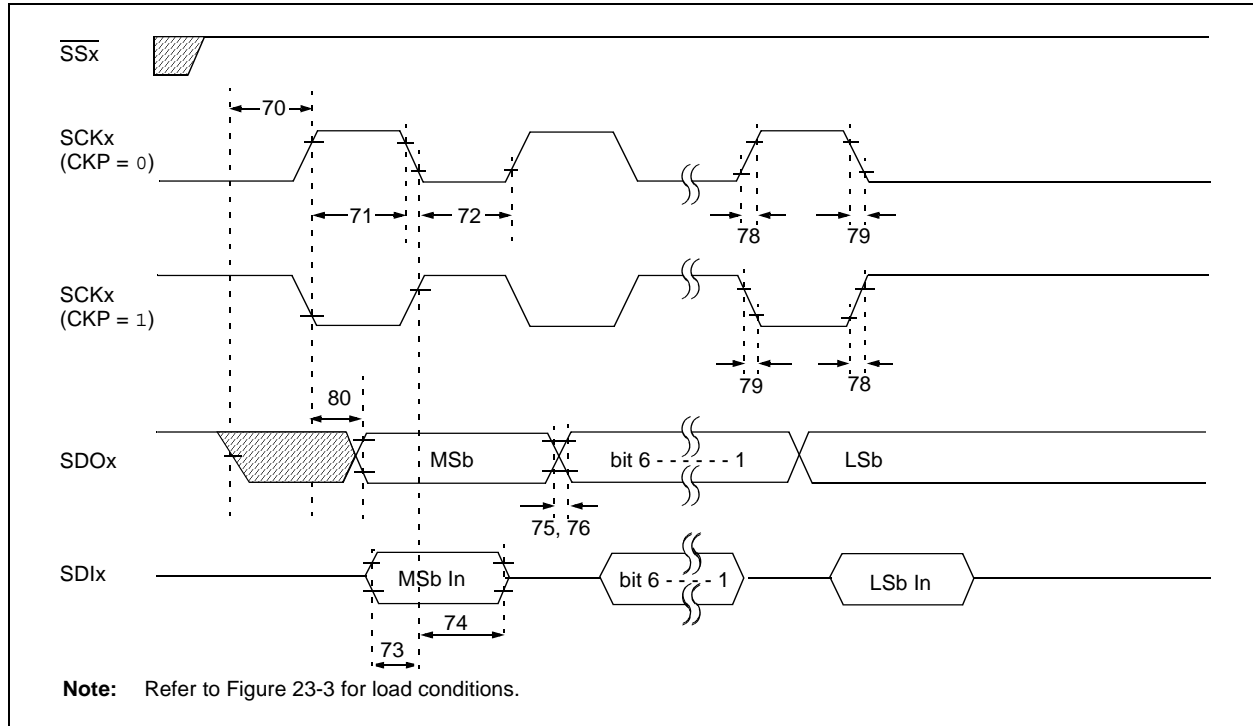 SSx
70
SCKx
(CKP = 0)
71
72
78
79
SCKx
(CKP = 1)
79
78
80
SDOx
MSb
bit 6 - - - - - - 1
LSb
75, 76
SDIx
MSb In
bit 6 - - - - - 1
LSb In
74
73
Note: Refer to Figure 23-3 for load conditions.